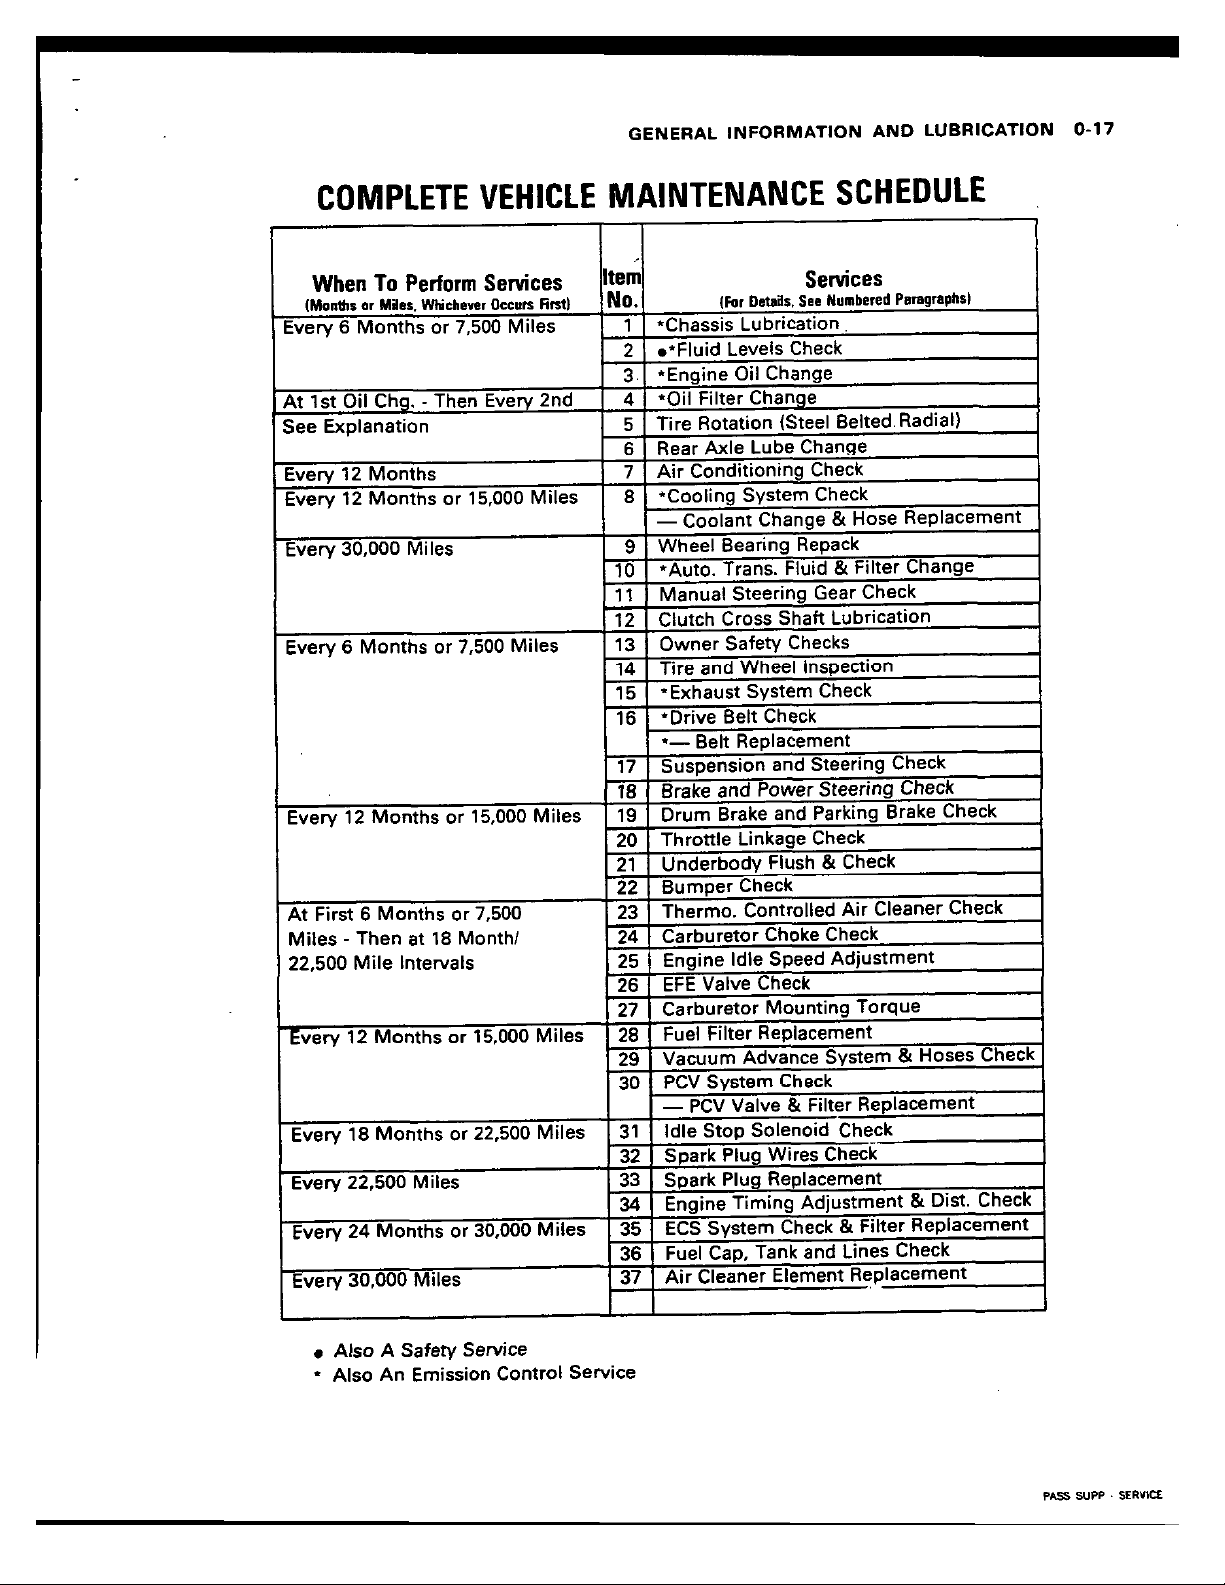 GENERAL INFORMATION AND LUBRICATION 0-17
COMPLETE VEHICLE MAINTENANCE SCHEDULE
When To Perform Services
(Months or Miles, Whichever Occurs First)
Item
No.
Services
(For Details, See Numbered Paragraphs)
Every 6 Months or 7,500 Miles 1 *Chassis Lubrication
2 •*Fluid Levels Check
3 *Engine Oil Change
At 1st Oil Chg. - Then Every 2nd 4 *Oil Filter Change
See Explanation 5 Tire Rotation (Steel Belted Radial)
6 Rear Axle Lube Change
Every 12 Months 7 Air Conditioning Check
Every 12 Months or 15,000 Miles 8 *Cooling System Check
— Coolant Change & Hose Replacement
Every 30,000 Miles 9 Wheel Bearing Repack
10 *Auto. Trans. Fluid & Filter Change
11 Manual Steering Gear Check
12 Clutch Cross Shaft Lubrication
Every 6 Months or 7,500 Miles 13 Owner Safety Checks
14 Tire and Wheel Inspection
15 *Exhaust System Check
16 *Drive Belt Check
*— Belt Replacement
17 Suspension and Steering Check
18 Brake and Power Steering Check
Every 12 Months or 15,000 Miles 19 Drum Brake and Parking Brake Check
20 Throttle Linkage Check
21 Underbody Flush & Check
22 Bumper Check
At First 6 Months or 7,500 23 Thermo. Controlled Air Cleaner Check
Miles - Then at 18 Month/ 24 Carburetor Choke Check
22,500 Mile Intervals 25 Engine Idle Speed Adjustment
26 EFE Valve Check
27 Carburetor Mounting Torque
Every 12 Months or 15,000 Miles 28 Fuel Filter Replacement
29 Vacuum Advance System & Hoses Check
30 PCV System Check
— PCV Valve & Filter Replacement
Every 18 Months or 22,500 Miles 31 Idle Stop Solenoid Check
32 Spark Plug Wires Check
Every 22,500 Miles 33 Spark Plug Replacement
34 Engine Timing Adjustment & Dist. Check
Every 24 Months or 30,000 Miles 35 ECS System Check & Filter Replacement
36 Fuel Cap, Tank and Lines Check
Every 30,000 Miles 37 Air Cleaner Element Replacement
• Also A Safety Service
* Also An Emission Control Service
PASS SUPP - SERVICE